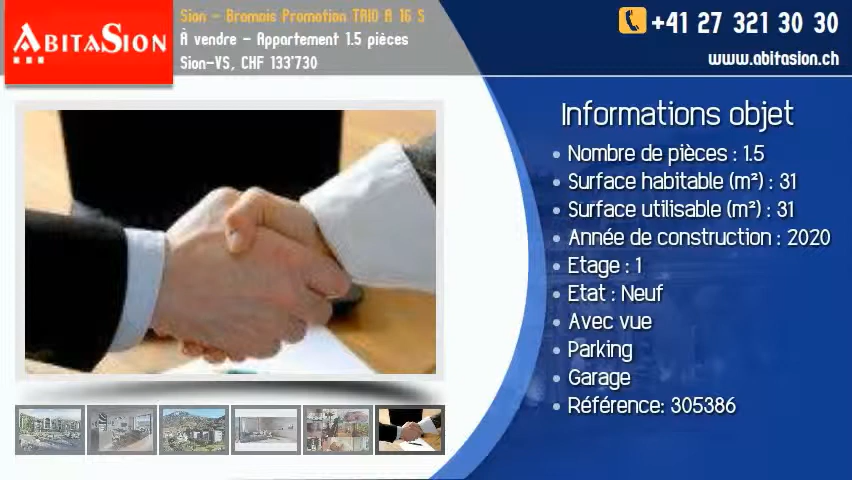 ABITASION
Sion - Bramois Promotion TRIO A 16 S
À vendre - Appartement 1.5 pièces
Sion-VS, CHF 133'730
+41 27 321 30 30
www.abitasion.ch
Informations objet
• Nombre de pièces : 1.5
• Surface habitable (m²) : 31
• Surface utilisable (m²) : 31
• Année de construction : 2020
• Etage : 1
• Etat : Neuf
• Avec vue
• Parking
• Garage
• Référence: 305386